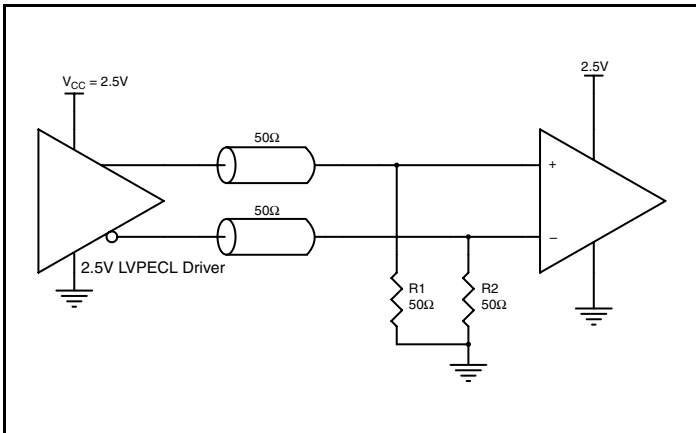 V_CC = 2.5V
2.5V
50Ω
+
50Ω
–
2.5V LVPECL Driver
R1
50Ω
R2
50Ω